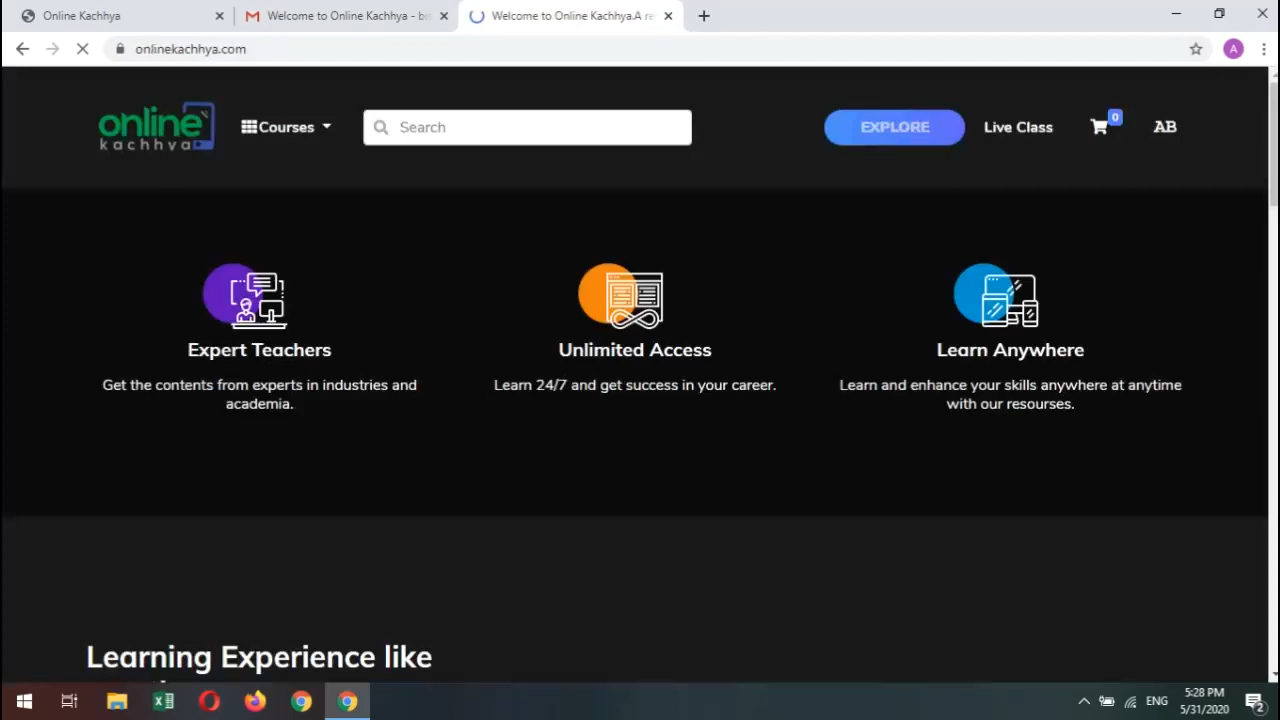 Online Kachhya
Welcome to Online Kachhya - b
Welcome to Online Kachhya.A re
onlinekachhya.com
A
online
kachhya
Courses
Search
EXPLORE
Live Class
0
AB
Expert Teachers
Get the contents from experts in industries and
academia.
Unlimited Access
Learn 24/7 and get success in your career.
Learn Anywhere
Learn and enhance your skills anywhere at anytime
with our resourses.
Learning Experience like
ENG
5:28 PM
5/31/2020
2